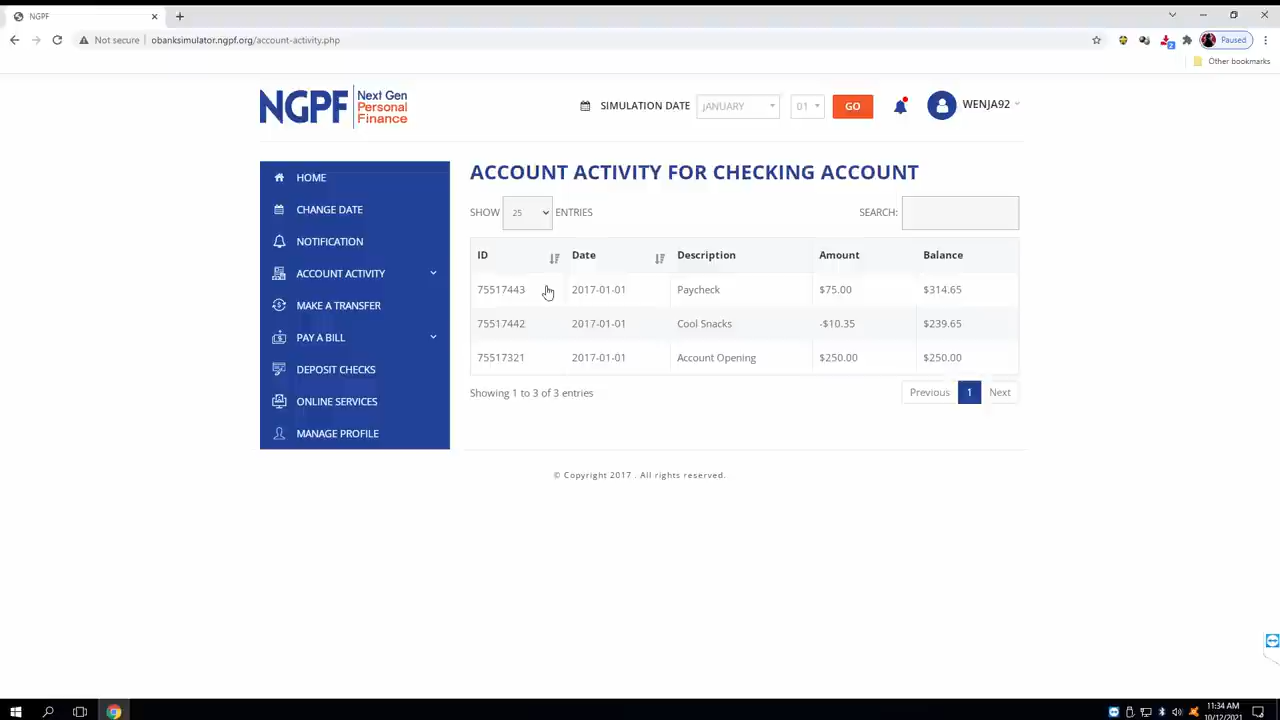 NGPF
Not secure obanksimulator.ngpf.org/account-activity.php Paused
Other bookmarks
NGPF Next Gen Personal Finance
SIMULATION DATE jANUARY 01 GO WENJA92
HOME
CHANGE DATE
NOTIFICATION
ACCOUNT ACTIVITY
MAKE A TRANSFER
PAY A BILL
DEPOSIT CHECKS
ONLINE SERVICES
MANAGE PROFILE
ACCOUNT ACTIVITY FOR CHECKING ACCOUNT
SHOW 25 ENTRIES SEARCH:
ID Date Description Amount Balance
75517443 2017-01-01 Paycheck $75.00 $314.65
75517442 2017-01-01 Cool Snacks -$10.35 $239.65
75517321 2017-01-01 Account Opening $250.00 $250.00
Showing 1 to 3 of 3 entries Previous 1 Next
© Copyright 2017 . All rights reserved.
11:34 AM
10/12/2021